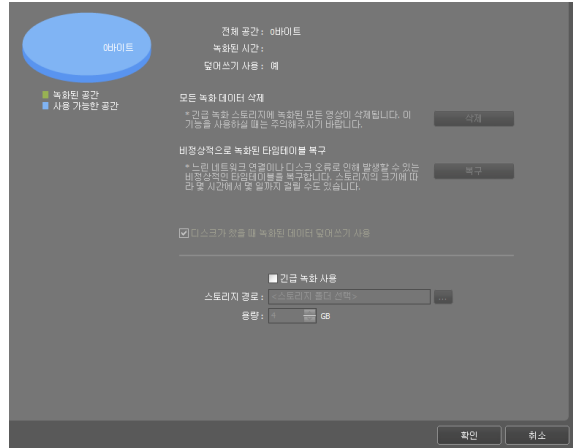 0바이트
녹화된 공간
사용 가능한 공간
전체 공간: 0바이트
녹화된 시간:
덮어쓰기 사용: 예
모든 녹화 데이터 삭제
* 긴급 녹화 스토리지에 녹화된 모든 영상이 삭제됩니다. 이
기능을 사용하실 때는 주의해주시기 바랍니다.
삭제
비정상적으로 녹화된 타임테이블 복구
* 느린 네트워크 연결이나 디스크 오류로 인해 발생할 수 있는
비정상적인 타임테이블을 복구합니다. 스토리지의 크기에 따
라 몇 시간에서 몇 일까지 걸릴 수도 있습니다.
복구
디스크가 찼을 때 녹화된 데이터 덮어쓰기 사용
긴급 녹화 사용
스토리지 경로: <스토리지 폴더 선택> ...
용량: 4 GB
확인 취소